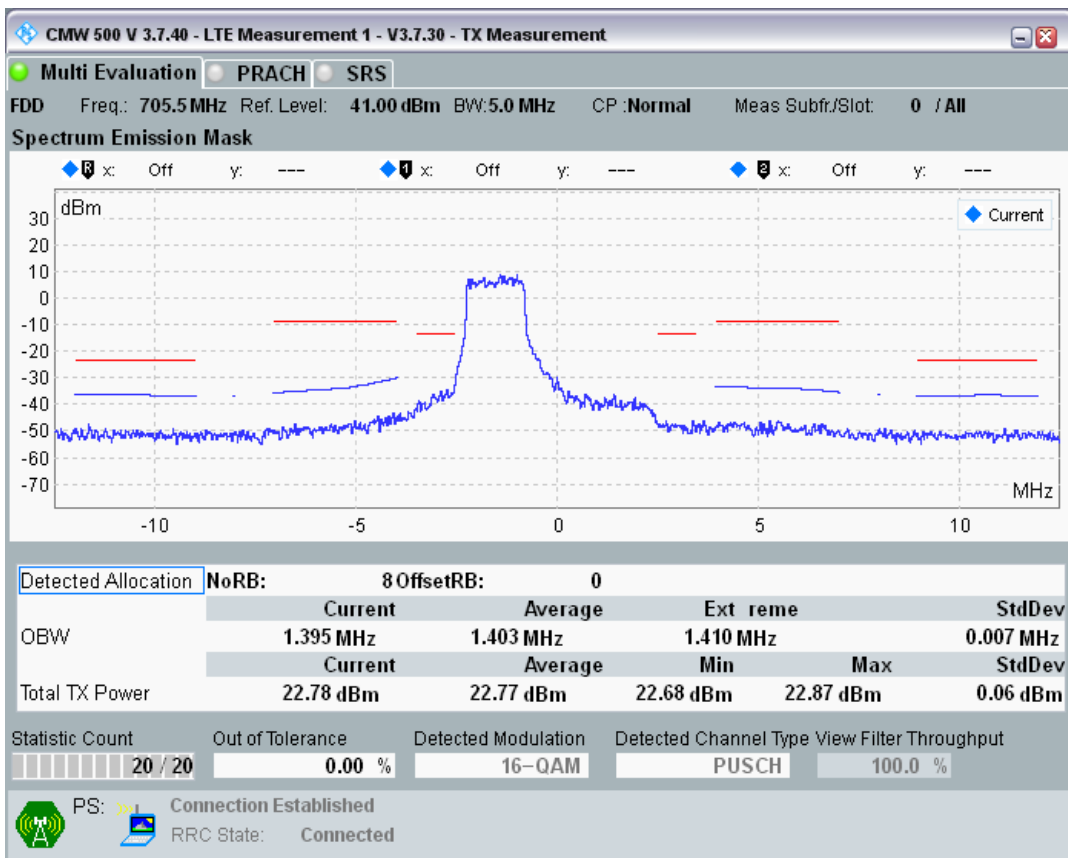 CMW 500 V 3.7.40 - LTE Measurement 1 - V3.7.30 - TX Measurement
Multi Evaluation PRACH SRS
FDD Freq.: 705.5 MHz Ref. Level: 41.00 dBm BW:5.0 MHz CP :Normal Meas Subfr./Slot: 0 / All
Spectrum Emission Mask
R x: Off y: --- 1 x: Off y: --- 2 x: Off y: ---
dBm
Current
30
20
10
0
-10
-20
-30
-40
-50
-60
-70
MHz
-10 -5 0 5 10
Detected Allocation NoRB: 8 OffsetRB: 0
Current Average Ext reme StdDev
OBW 1.395 MHz 1.403 MHz 1.410 MHz 0.007 MHz
Current Average Min Max StdDev
Total TX Power 22.78 dBm 22.77 dBm 22.68 dBm 22.87 dBm 0.06 dBm
Statistic Count Out of Tolerance Detected Modulation Detected Channel Type View Filter Throughput
20 / 20 0.00 % 16-QAM PUSCH 100.0 %
PS: Connection Established
RRC State: Connected